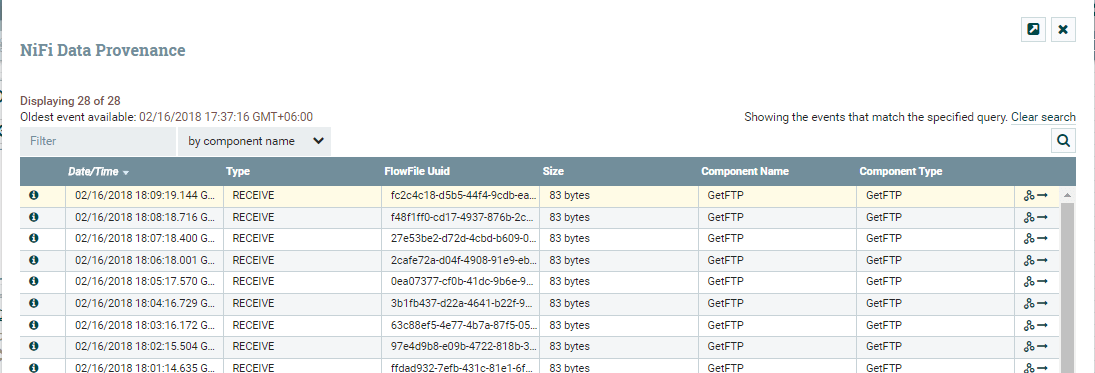 NiFi Data Provenance
Displaying 28 of 28
Oldest event available: 02/16/2018 17:37:16 GMT+06:00
Showing the events that match the specified query. Clear search
Filter by component name
Date/Time Type FlowFile Uuid Size Component Name Component Type
02/16/2018 18:09:19.144 G... RECEIVE fc2c4c18-d5b5-44f4-9cdb-ea... 83 bytes GetFTP GetFTP
02/16/2018 18:08:18.716 G... RECEIVE f48f1ff0-cd17-4937-876b-2c... 83 bytes GetFTP GetFTP
02/16/2018 18:07:18.400 G... RECEIVE 27e53be2-d72d-4cbd-b609-0... 83 bytes GetFTP GetFTP
02/16/2018 18:06:18.001 G... RECEIVE 2cafe72a-d04f-4908-91e9-eb... 83 bytes GetFTP GetFTP
02/16/2018 18:05:17.570 G... RECEIVE 0ea07377-cf0b-41dc-9b6e-9... 83 bytes GetFTP GetFTP
02/16/2018 18:04:16.729 G... RECEIVE 3b1fb437-d22a-4641-b22f-9... 83 bytes GetFTP GetFTP
02/16/2018 18:03:16.172 G... RECEIVE 63c88ef5-4e77-4b7a-87f5-05... 83 bytes GetFTP GetFTP
02/16/2018 18:02:15.504 G... RECEIVE 97e4d9b8-e09b-4722-818b-3... 83 bytes GetFTP GetFTP
02/16/2018 18:01:14.635 G... RECEIVE ffdad932-7efb-431c-81e1-6f... 83 bytes GetFTP GetFTP